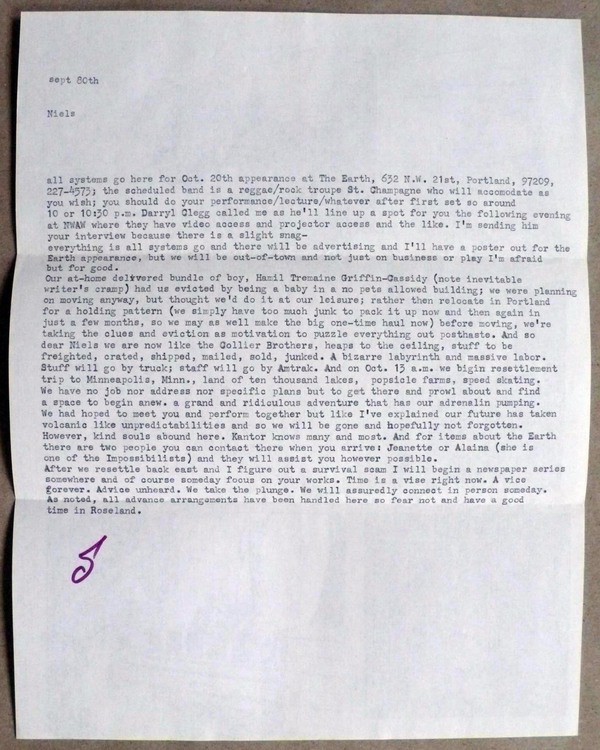 sept 80th
Niels
all systems go here for Oct. 20th appearance at The Earth, 632 N.W. 21st, Portland, 97209,
227-4573; the scheduled band is a reggae/rock troupe St. Champagne who will accomodate as
you wish; you should do your performance/lecture/whatever after first set so around
10 or 10:30 p.m. Darryl Clegg called me as he'll line up a spot for you the following evening
at NWAW where they have video access and projector access and the like. I'm sending him
your interview because there is a slight snag-
everything is all systems go and there will be advertising and I'll have a poster out for the
Earth appearance, but we will be out-of-town and not just on business or play I'm afraid
but for good.
Our at-home delivered bundle of boy, Hamil Tremaine Griffin-Cassidy (note inevitable
writer's cramp) had us evicted by being a baby in a no pets allowed building; we were planning
on moving anyway, but thought we'd do it at our leisure; rather then relocate in Portland
for a holding pattern (we simply have too much junk to pack it up now and then again in
just a few months, so we may as well make the big one-time haul now) before moving, we're
taking the clues and eviction as motivation to puzzle everything out posthaste. And so
dear Niels we are now like the Collier Brothers, heaps to the ceiling, stuff to be
freighted, crated, shipped, mailed, sold, junked. A bizarre labyrinth and massive labor.
Stuff will go by truck; staff will go by Amtrak. And on Oct. 13 a.m. we bigin resettlement
trip to Minneapolis, Minn., land of ten thousand lakes, popsicle farms, speed skating.
We have no job nor address nor specific plans but to get there and prowl about and find
a space to begin anew. a grand and ridiculous adventure that has our adrenalin pumping.
We had hoped to meet you and perform together but like I've explained our future has taken
volcanic like unpredictabilities and so we will be gone and hopefully not forgotten.
However, kind souls abound here. Kantor knows many and most. And for items about the Earth
there are two people you can contact there when you arrive: Jeanette or Alaina (she is
one of the Impossibilists) and they will assist you however possible.
After we resettle back east and I figure out a survival scam I will begin a newspaper series
somewhere and of course someday focus on your works. Time is a vise right now. A vice
forever. Advice unheard. We take the plunge. We will assuredly connect in person someday.
As noted, all advance arrangements have been handled here so fear not and have a good
time in Roseland.